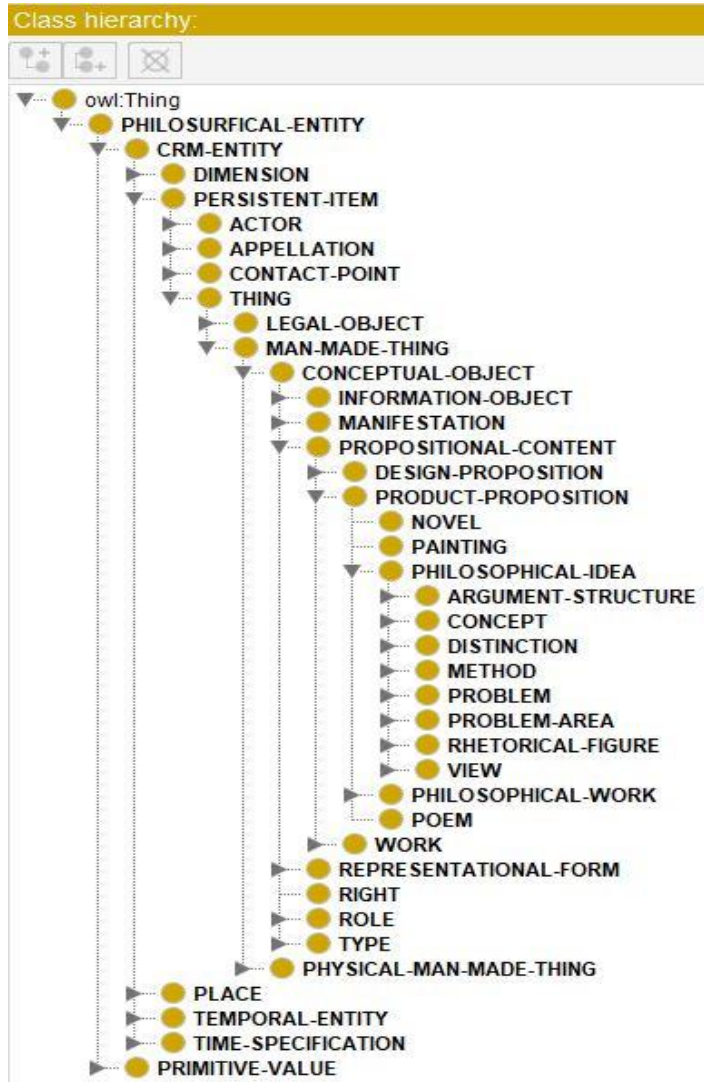 Class hierarchy:
owl:Thing
PHILOSURFICAL-ENTITY
CRM-ENTITY
DIMENSION
PERSISTENT-ITEM
ACTOR
APPELLATION
CONTACT-POINT
THING
LEGAL-OBJECT
MAN-MADE-THING
CONCEPTUAL-OBJECT
INFORMATION-OBJECT
MANIFESTATION
PROPOSITIONAL-CONTENT
DESIGN-PROPOSITION
PRODUCT-PROPOSITION
NOVEL
PAINTING
PHILOSOPHICAL-IDEA
ARGUMENT-STRUCTURE
CONCEPT
DISTINCTION
METHOD
PROBLEM
PROBLEM-AREA
RHETORICAL-FIGURE
VIEW
PHILOSOPHICAL-WORK
POEM
WORK
REPRESENTATIONAL-FORM
RIGHT
ROLE
TYPE
PHYSICAL-MAN-MADE-THING
PLACE
TEMPORAL-ENTITY
TIME-SPECIFICATION
PRIMITIVE-VALUE